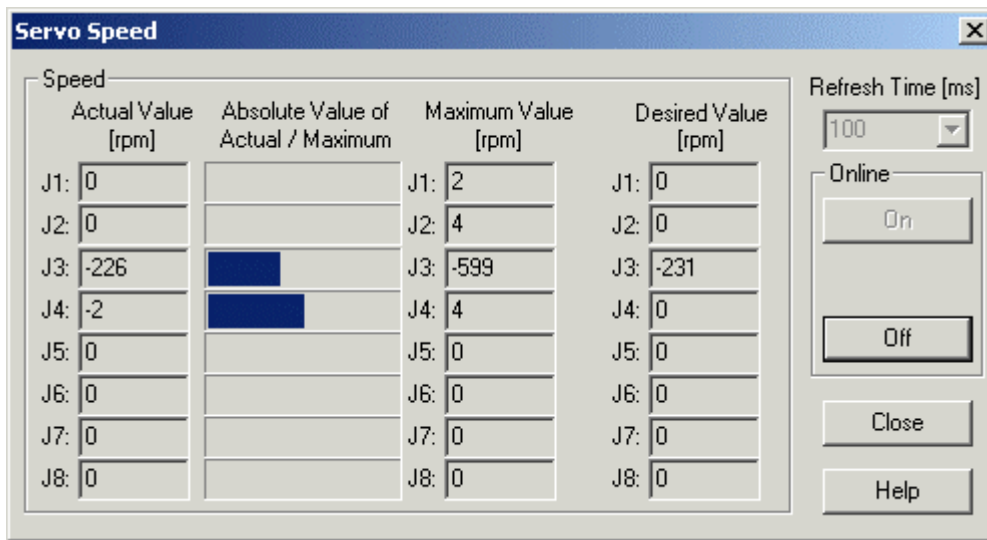 Servo Speed
Speed
Actual Value [rpm]
Absolute Value of Actual / Maximum
Maximum Value [rpm]
Desired Value [rpm]
J1: 0 J1: 2 J1: 0
J2: 0 J2: 4 J2: 0
J3: -226 J3: -599 J3: -231
J4: -2 J4: 4 J4: 0
J5: 0 J5: 0 J5: 0
J6: 0 J6: 0 J6: 0
J7: 0 J7: 0 J7: 0
J8: 0 J8: 0 J8: 0
Refresh Time [ms]
100
Online
On
Off
Close
Help